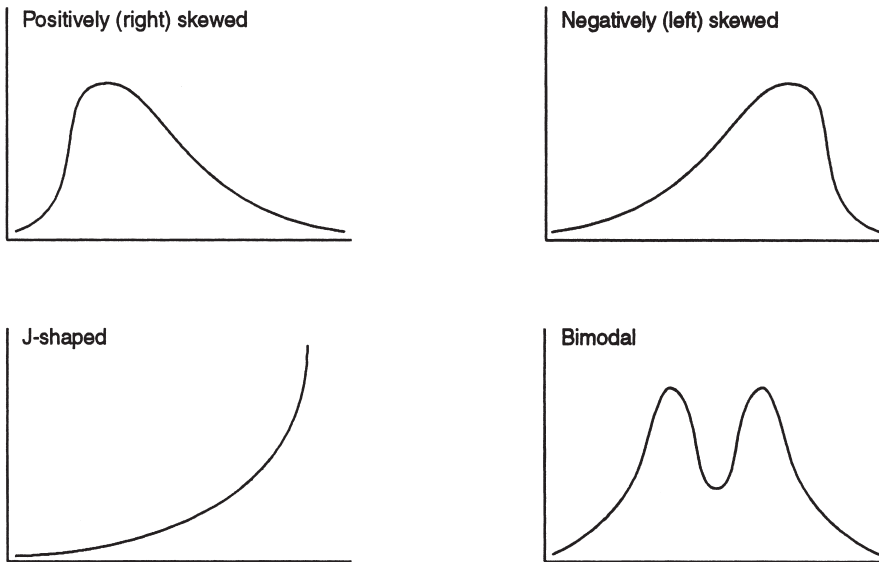 Positively (right) skewed
Negatively (left) skewed
J-shaped
Bimodal